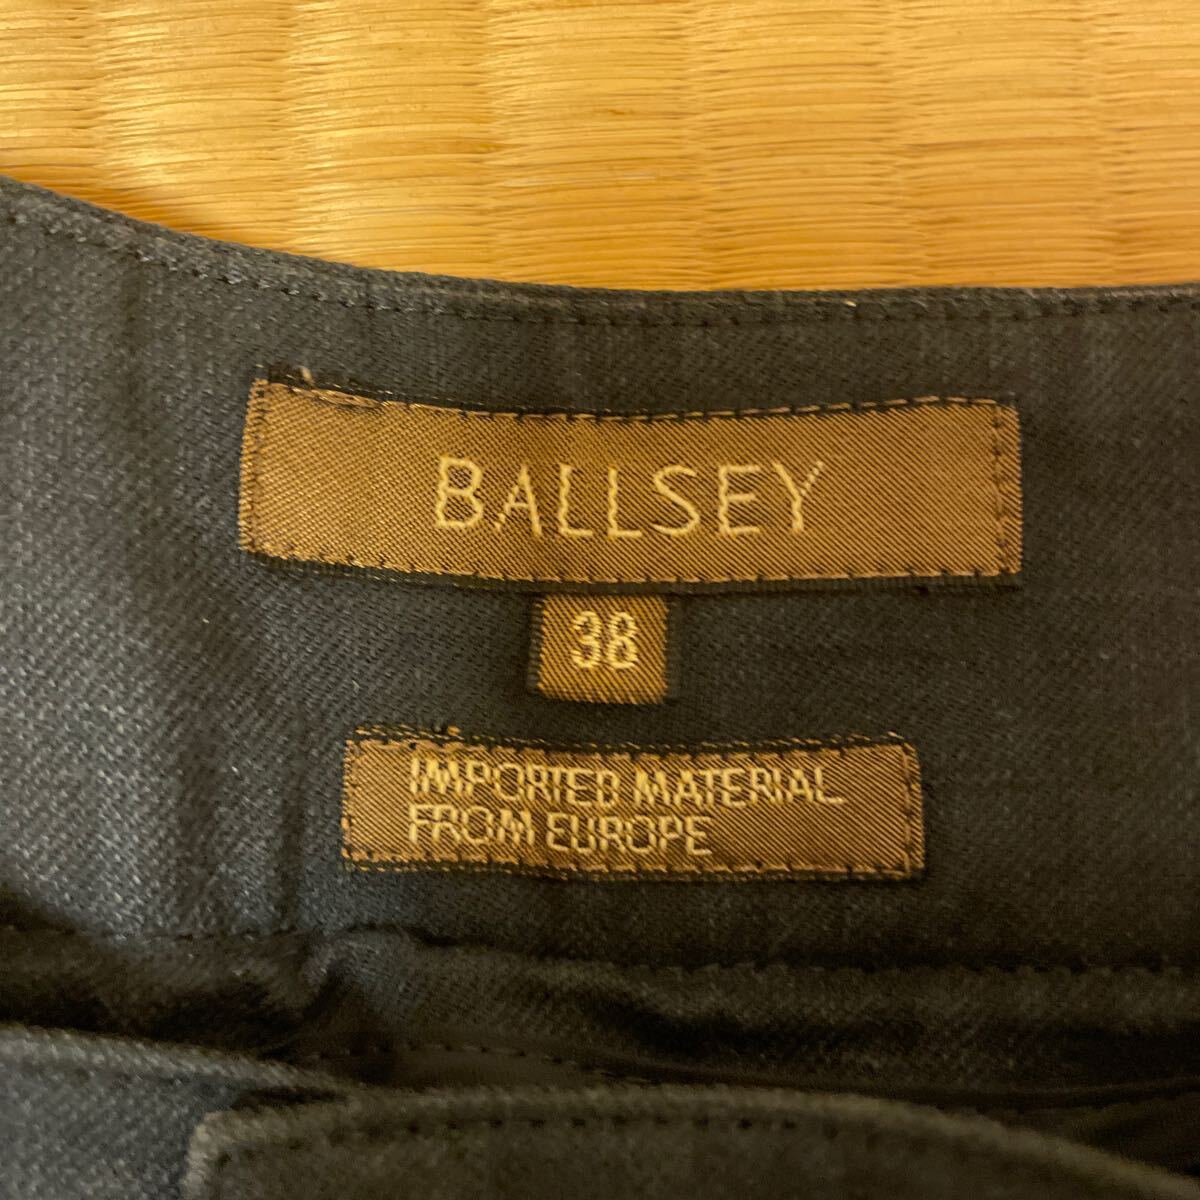 BALLSEY
38
IMPORTED MATERIAL
FROM EUROPE